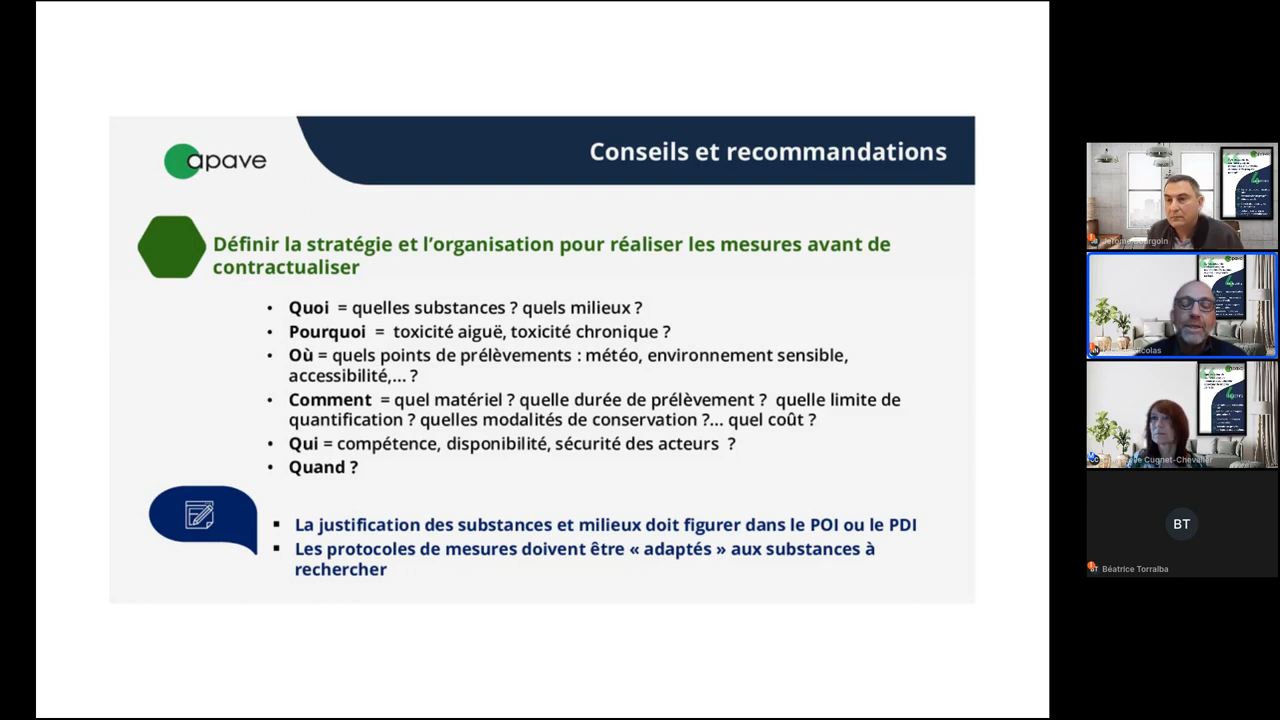 apave
Conseils et recommandations
Définir la stratégie et l’organisation pour réaliser les mesures avant de
contractualiser
• Quoi = quelles substances ? quels milieux ?
• Pourquoi = toxicité aiguë, toxicité chronique ?
• Où = quels points de prélèvements : météo, environnement sensible,
accessibilité,... ?
• Comment = quel matériel ? quelle durée de prélèvement ? quelle limite de
quantification ? quelles modalités de conservation ?... quel coût ?
• Qui = compétence, disponibilité, sécurité des acteurs ?
• Quand ?
▪ La justification des substances et milieux doit figurer dans le POI ou le PDI
▪ Les protocoles de mesures doivent être « adaptés » aux substances à
rechercher
Cugnet-Chevallier
BT
Béatrice Torralba